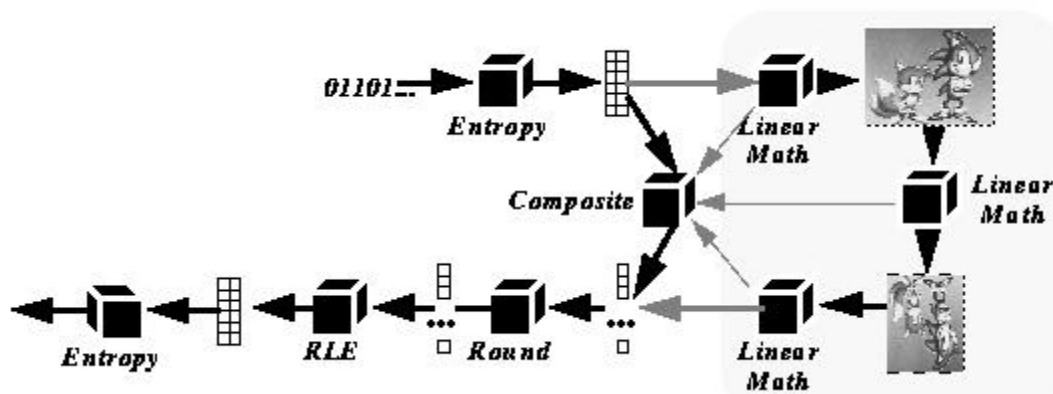 01101...
Entropy
Linear
Math
Composite
Linear
Math
Entropy
RLE
Round
Linear
Math